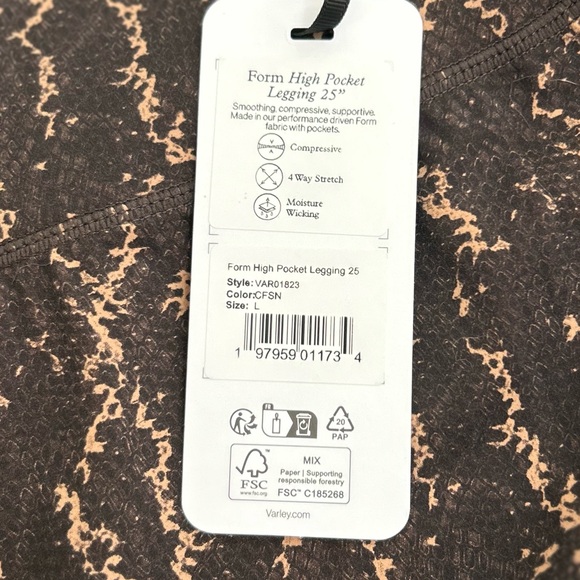 Form High Pocket
Legging 25”
Smoothing, compressive, supportive.
Made in our performance driven Form
fabric with pockets.
Compressive
4 Way Stretch
Moisture
Wicking
Form High Pocket Legging 25
Style: VAR01823
Color:CFSN
Size: L
1 97959 01173 4
20
PAP
FSC™
www.fsc.org
MIX
Paper | Supporting
responsible forestry
FSC™ C185268
Varley.com